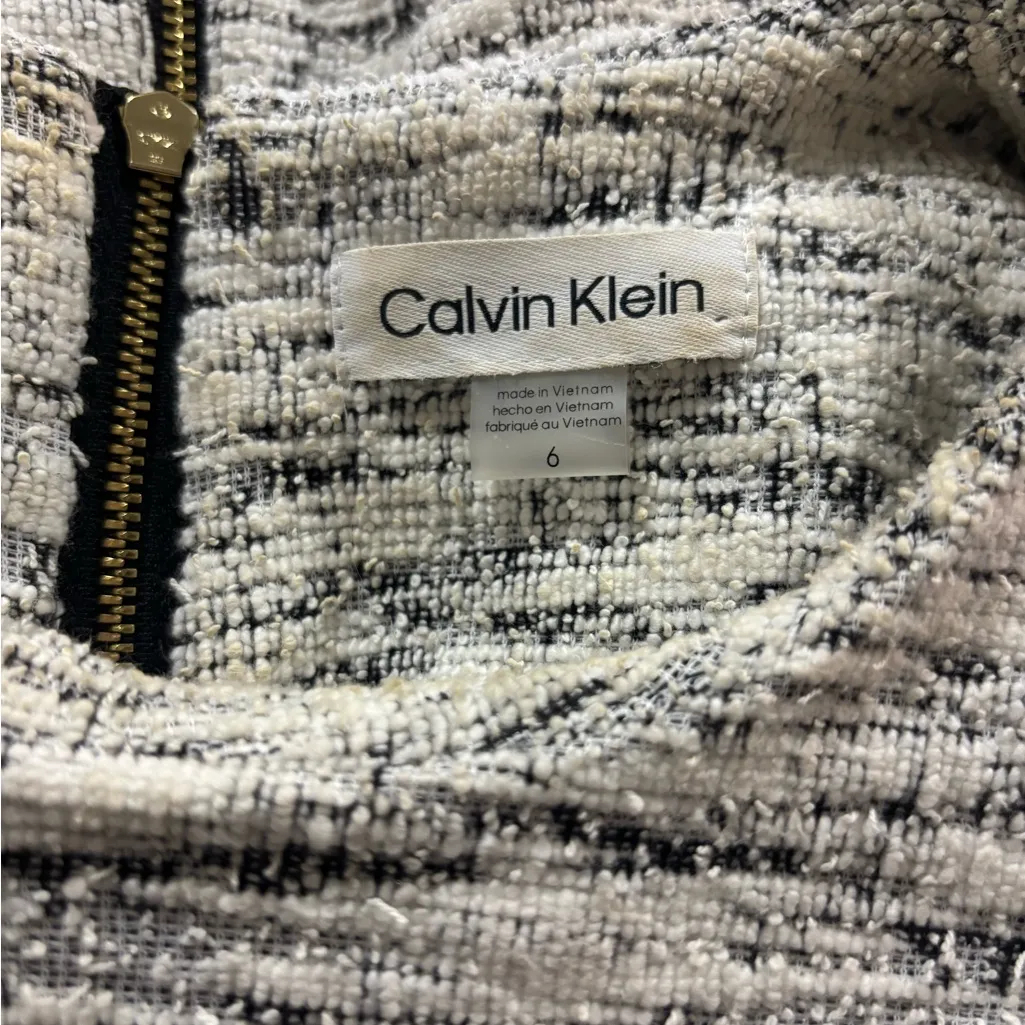 Calvin Klein
made in Vietnam
hecho en Vietnam
fabriqué au Vietnam
6